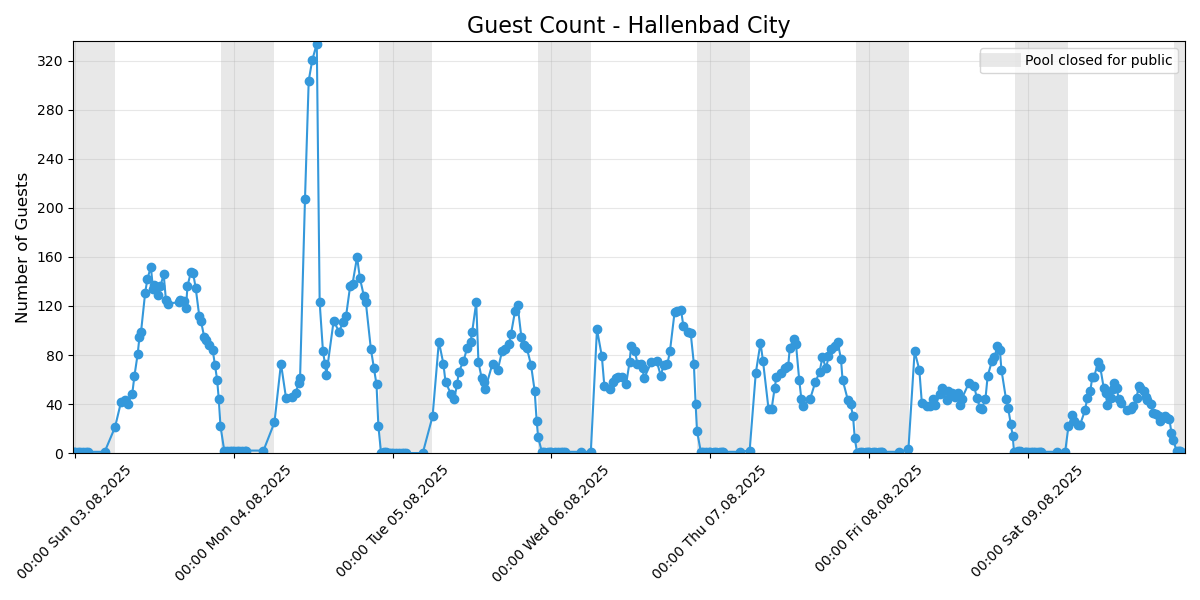 Guest Count - Hallenbad City
Pool closed for public
Number of Guests
320
280
240
200
160
120
80
40
0
00:00 Sun 03.08.2025
00:00 Mon 04.08.2025
00:00 Tue 05.08.2025
00:00 Wed 06.08.2025
00:00 Thu 07.08.2025
00:00 Fri 08.08.2025
00:00 Sat 09.08.2025